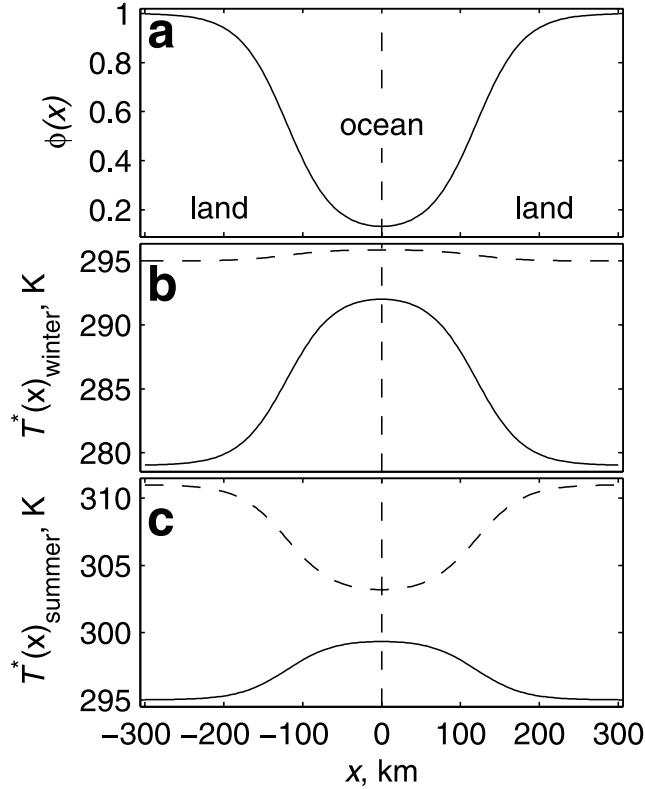 a
1
0.8
0.6
0.4
0.2
ϕ(x)
ocean
land
land
b
295
290
285
280
T*(x)winter, K
c
310
305
300
295
T*(x)summer, K
−300 −200 −100 0 100 200 300
x, km